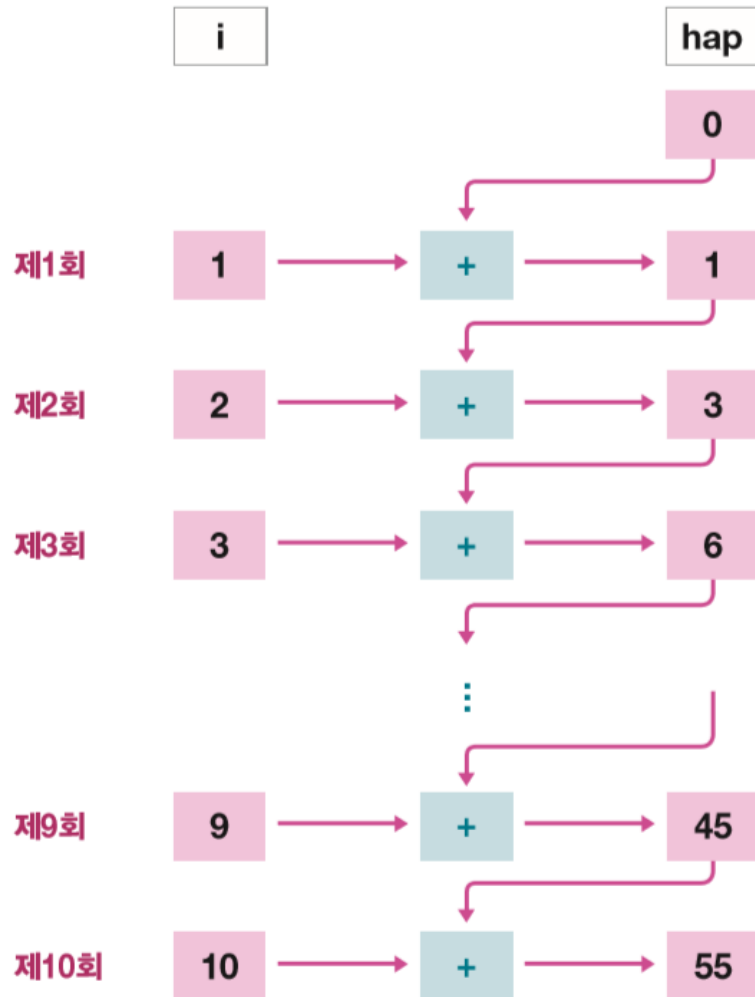 i hap
0
제1회 1 + 1
제2회 2 + 3
제3회 3 + 6
⋮
제9회 9 + 45
제10회 10 + 55